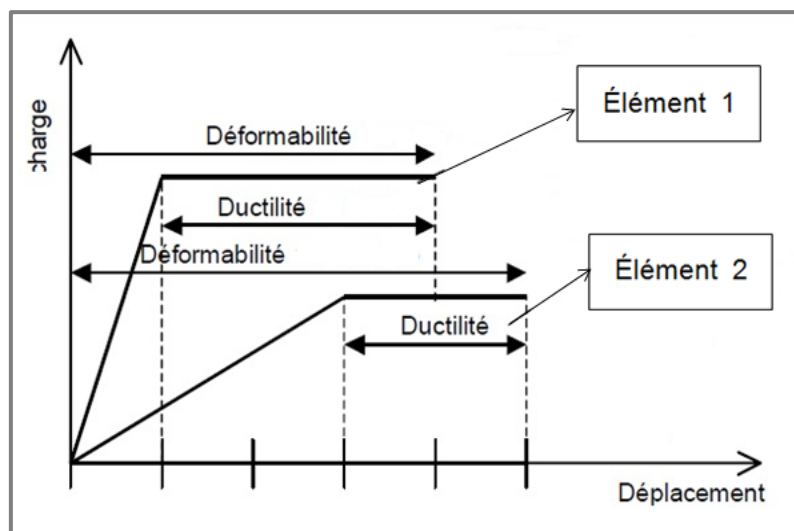 Élément 1
charge
Déformabilité
Ductilité
Déformabilité
Élément 2
Ductilité
Déplacement